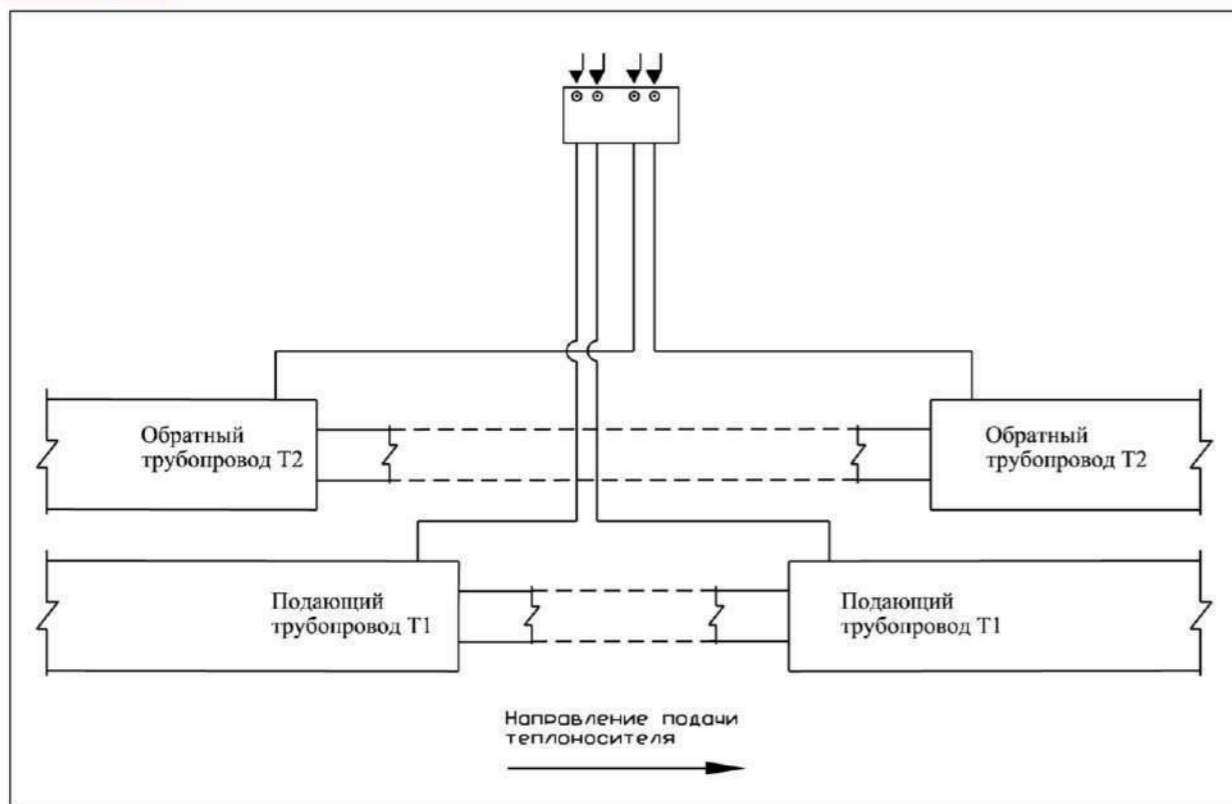 Обратный
трубопровод Т2
Обратный
трубопровод Т2
Подающий
трубопровод Т1
Подающий
трубопровод Т1
Направление подачи
теплоносителя